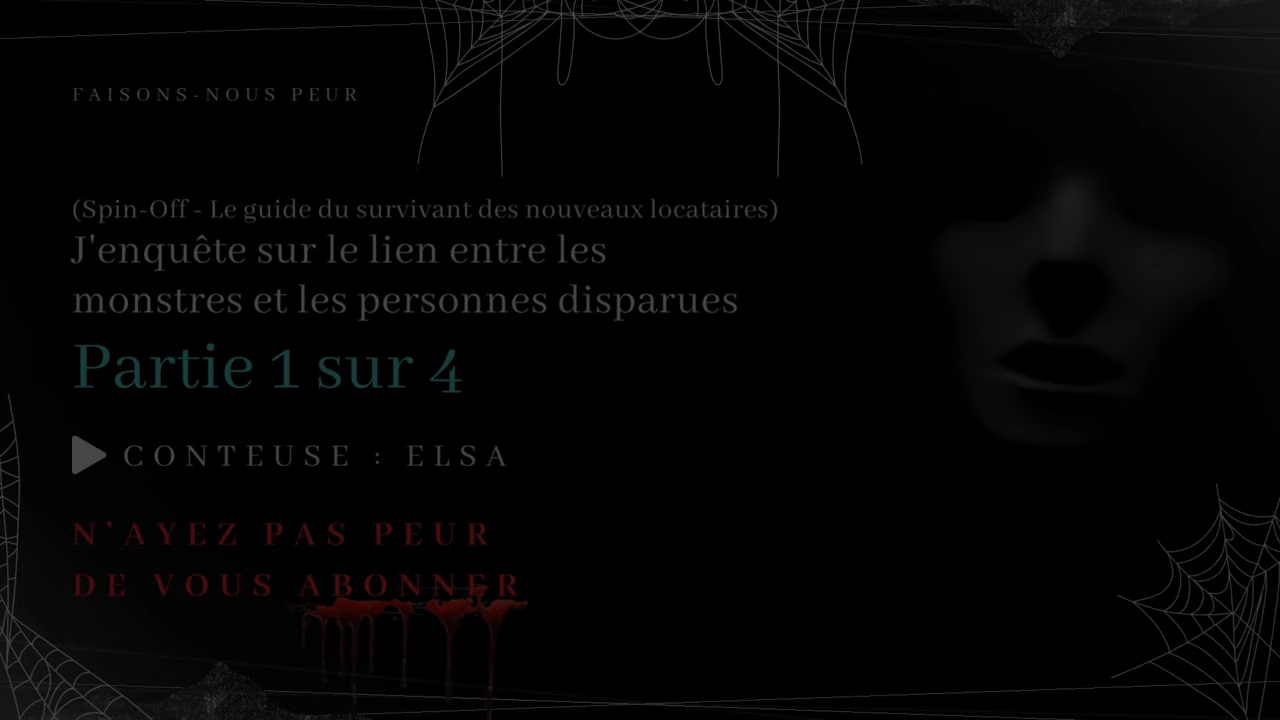 FAISONS-NOUS PEUR
(Spin-Off - Le guide du survivant des nouveaux locataires)
J'enquête sur le lien entre les
monstres et les personnes disparues
Partie 1 sur 4
CONTEUSE : ELSA
N'AYEZ PAS PEUR
DE VOUS ABONNER